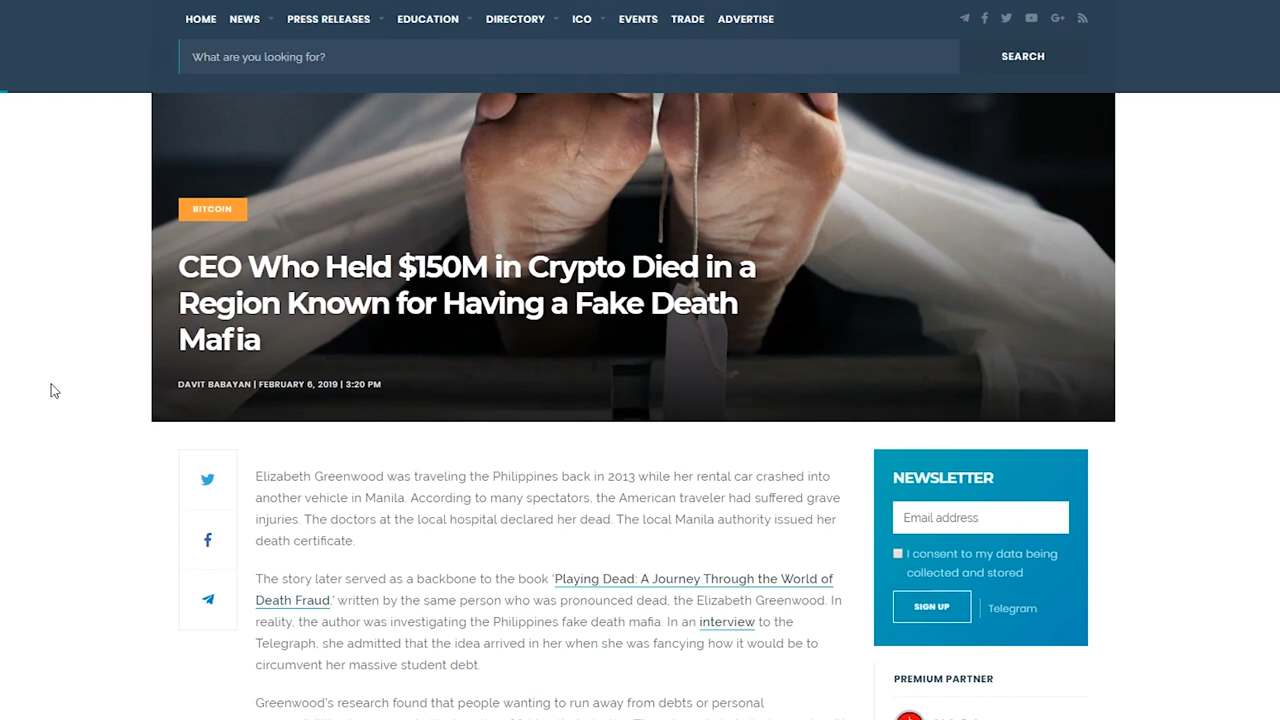 HOME NEWS PRESS RELEASES EDUCATION DIRECTORY ICO EVENTS TRADE ADVERTISE
What are you looking for? SEARCH
BITCOIN
CEO Who Held $150M in Crypto Died in a
Region Known for Having a Fake Death
Mafia
DAVIT BABAYAN | FEBRUARY 6, 2019 | 3:20 PM
Elizabeth Greenwood was traveling the Philippines back in 2013 while her rental car crashed into
another vehicle in Manila. According to many spectators, the American traveler had suffered grave
injuries. The doctors at the local hospital declared her dead. The local Manila authority issued her
death certificate.
The story later served as a backbone to the book 'Playing Dead: A Journey Through the World of
Death Fraud,' written by the same person who was pronounced dead, the Elizabeth Greenwood. In
reality, the author was investigating the Philippines fake death mafia. In an interview to the
Telegraph, she admitted that the idea arrived in her when she was fancying how it would be to
circumvent her massive student debt.
Greenwood's research found that people wanting to run away from debts or personal
NEWSLETTER
Email address
I consent to my data being
collected and stored
SIGN UP Telegram
PREMIUM PARTNER